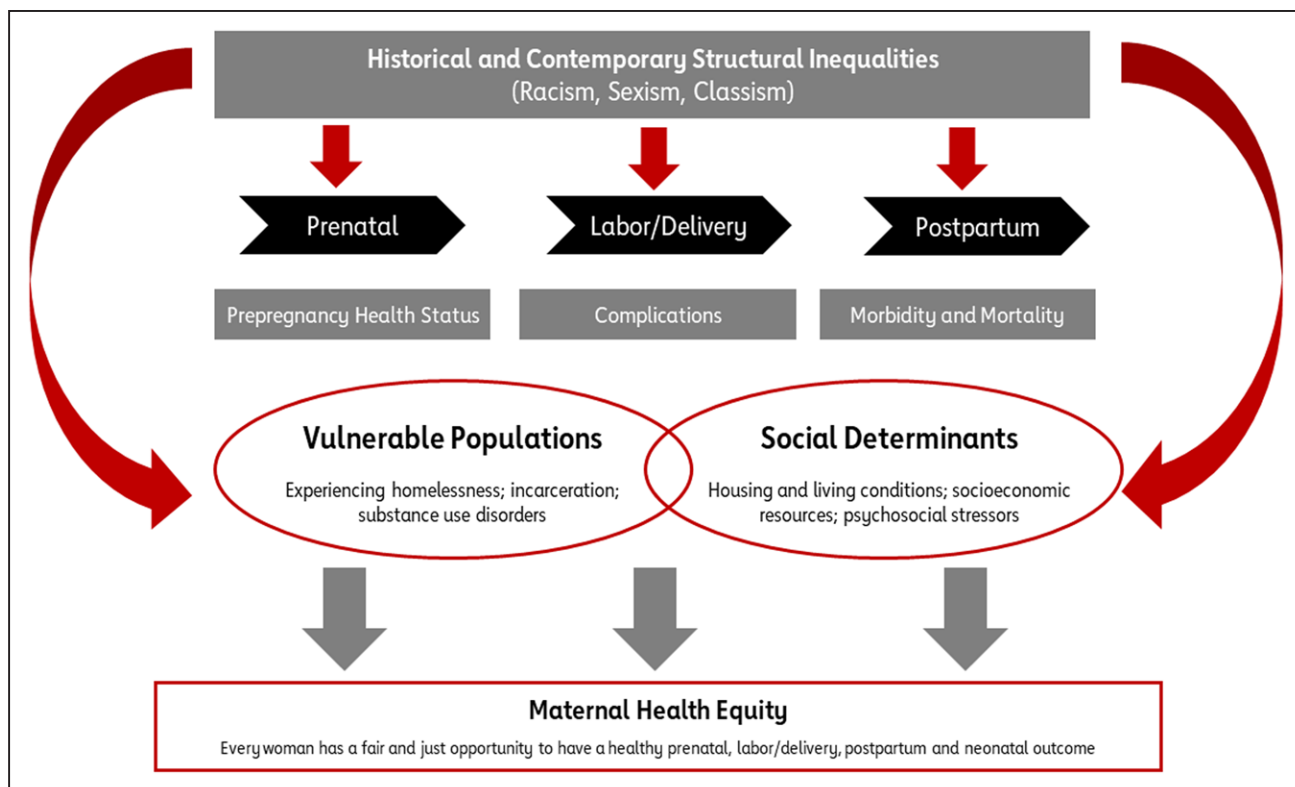 Historical and Contemporary Structural Inequalities
(Racism, Sexism, Classism)
Prenatal
Labor/Delivery
Postpartum
Prepregnancy Health Status
Complications
Morbidity and Mortality
Vulnerable Populations
Experiencing homelessness; incarceration;
substance use disorders
Social Determinants
Housing and living conditions; socioeconomic
resources; psychosocial stressors
Maternal Health Equity
Every woman has a fair and just opportunity to have a healthy prenatal, labor/delivery, postpartum and neonatal outcome